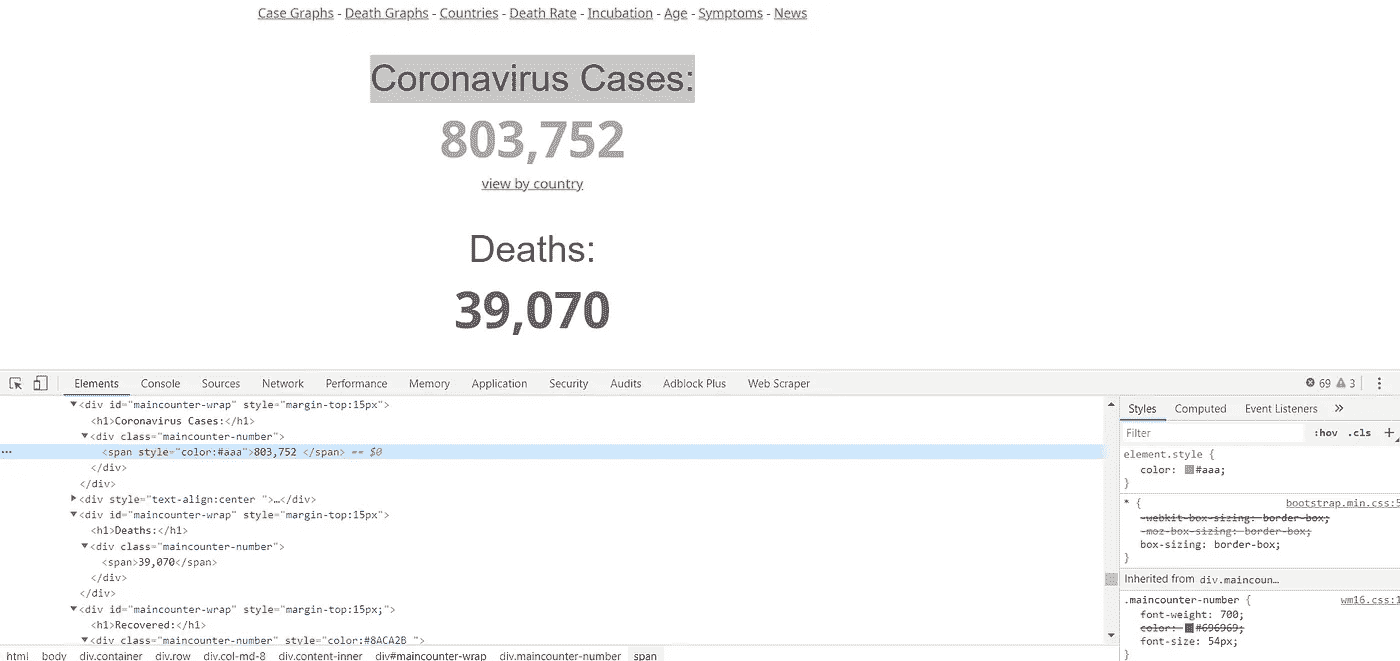 Case Graphs - Death Graphs - Countries - Death Rate - Incubation - Age - Symptoms - News
Coronavirus Cases:
803,752
view by country
Deaths:
39,070
Elements Console Sources Network Performance Memory Application Security Audits Adblock Plus Web Scraper 69 3
<div id="maincounter-wrap" style="margin-top:15px">
<h1>Coronavirus Cases:</h1>
<div class="maincounter-number">
<span style="color:#aaa">803,752 </span> == $0
</div>
</div>
<div style="text-align:center ">…</div>
<div id="maincounter-wrap" style="margin-top:15px">
<h1>Deaths:</h1>
<div class="maincounter-number">
<span>39,070</span>
</div>
</div>
<div id="maincounter-wrap" style="margin-top:15px;">
<h1>Recovered:</h1>
<div class="maincounter-number" style="color:#8ACA2B ">
html body div.container div.row div.col-md-8 div.content-inner div#maincounter-wrap div.maincounter-number span
Styles Computed Event Listeners »
Filter :hov .cls +
element.style {
color: #aaa;
}
* { bootstrap.min.css:5
-webkit-box-sizing: border-box;
-moz-box-sizing: border-box;
box-sizing: border-box;
}
Inherited from div.maincoun…
.maincounter-number { wm16.css:1
font-weight: 700;
color: #696969;
font-size: 54px;
}